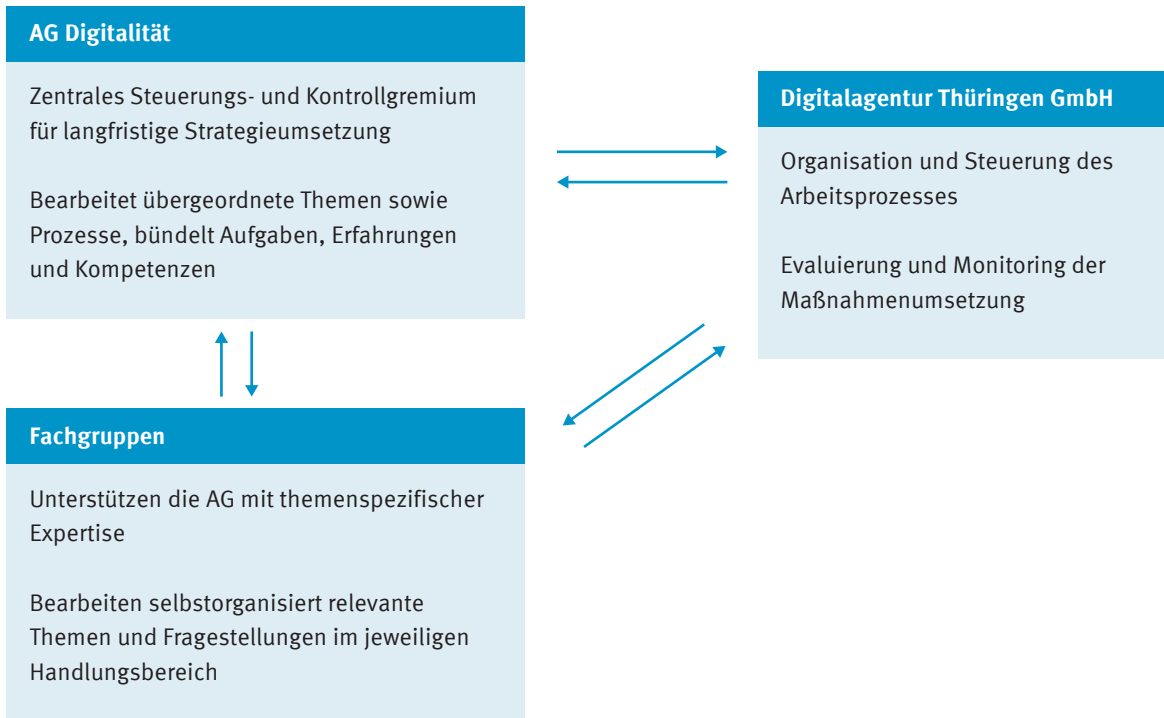 AG Digitalität
Zentrales Steuerungs- und Kontrollgremium
für langfristige Strategieumsetzung
Bearbeitet übergeordnete Themen sowie
Prozesse, bündelt Aufgaben, Erfahrungen
und Kompetenzen
Digitalagentur Thüringen GmbH
Organisation und Steuerung des
Arbeitsprozesses
Evaluierung und Monitoring der
Maßnahmenumsetzung
Fachgruppen
Unterstützen die AG mit themenspezifischer
Expertise
Bearbeiten selbstorganisiert relevante
Themen und Fragestellungen im jeweiligen
Handlungsbereich